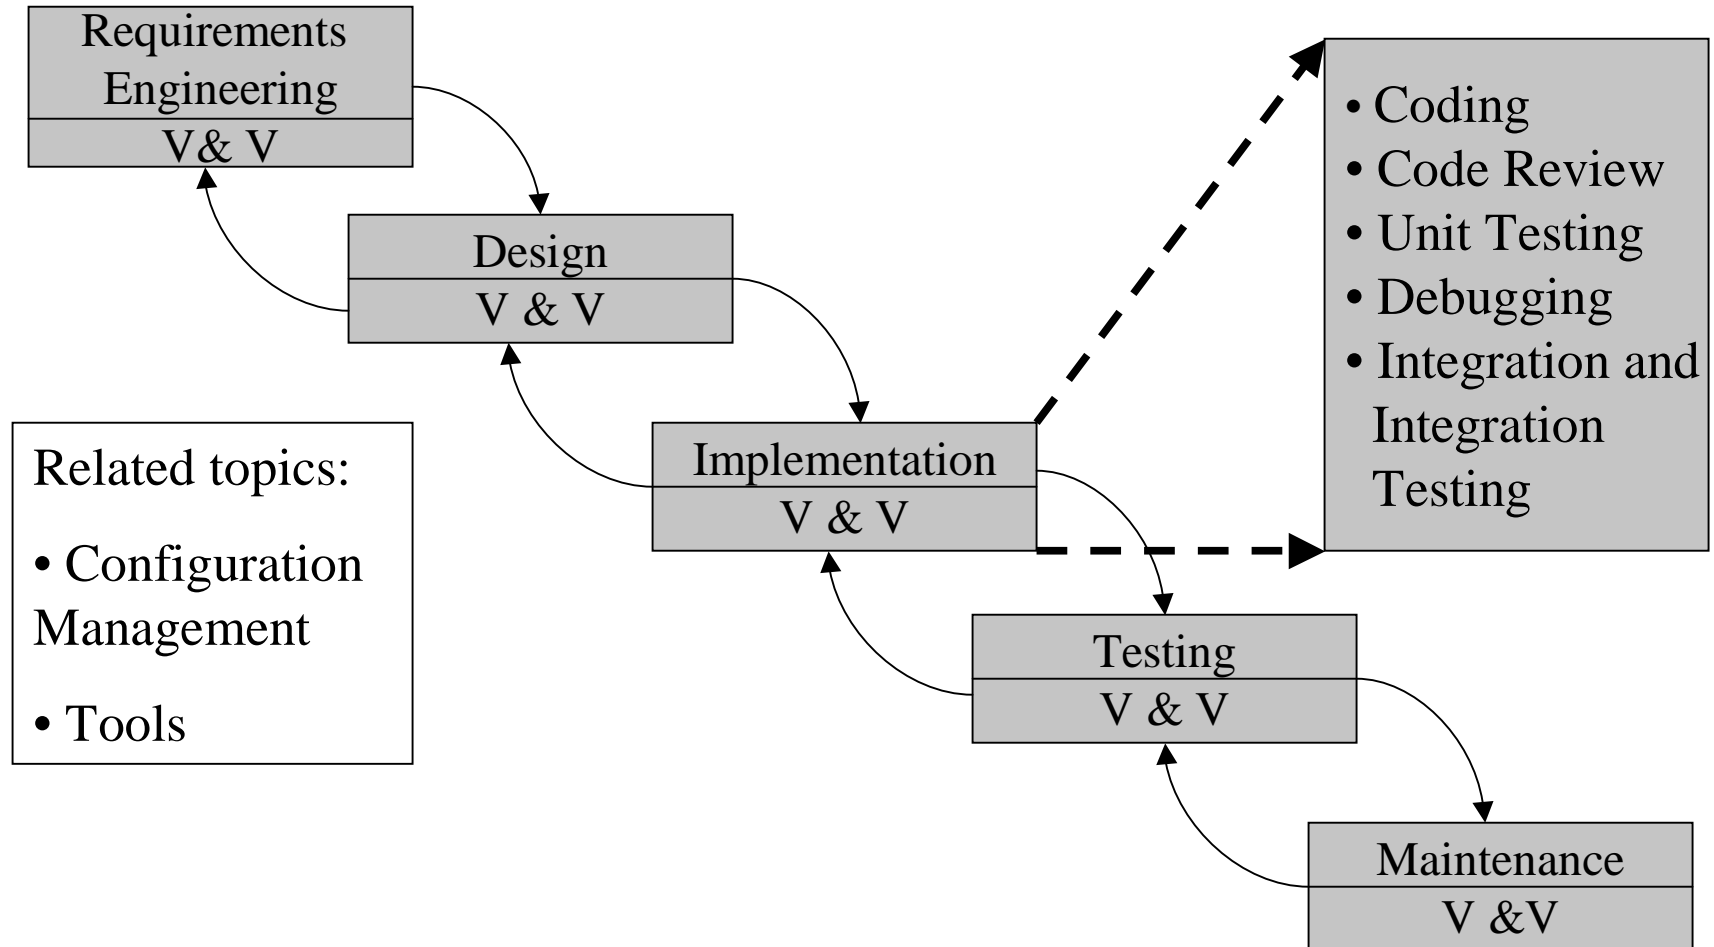 Requirements
Engineering
V& V
Design
V & V
Implementation
V & V
Testing
V & V
Maintenance
V &V
• Coding
• Code Review
• Unit Testing
• Debugging
• Integration and
Integration
Testing
Related topics:
• Configuration
Management
• Tools